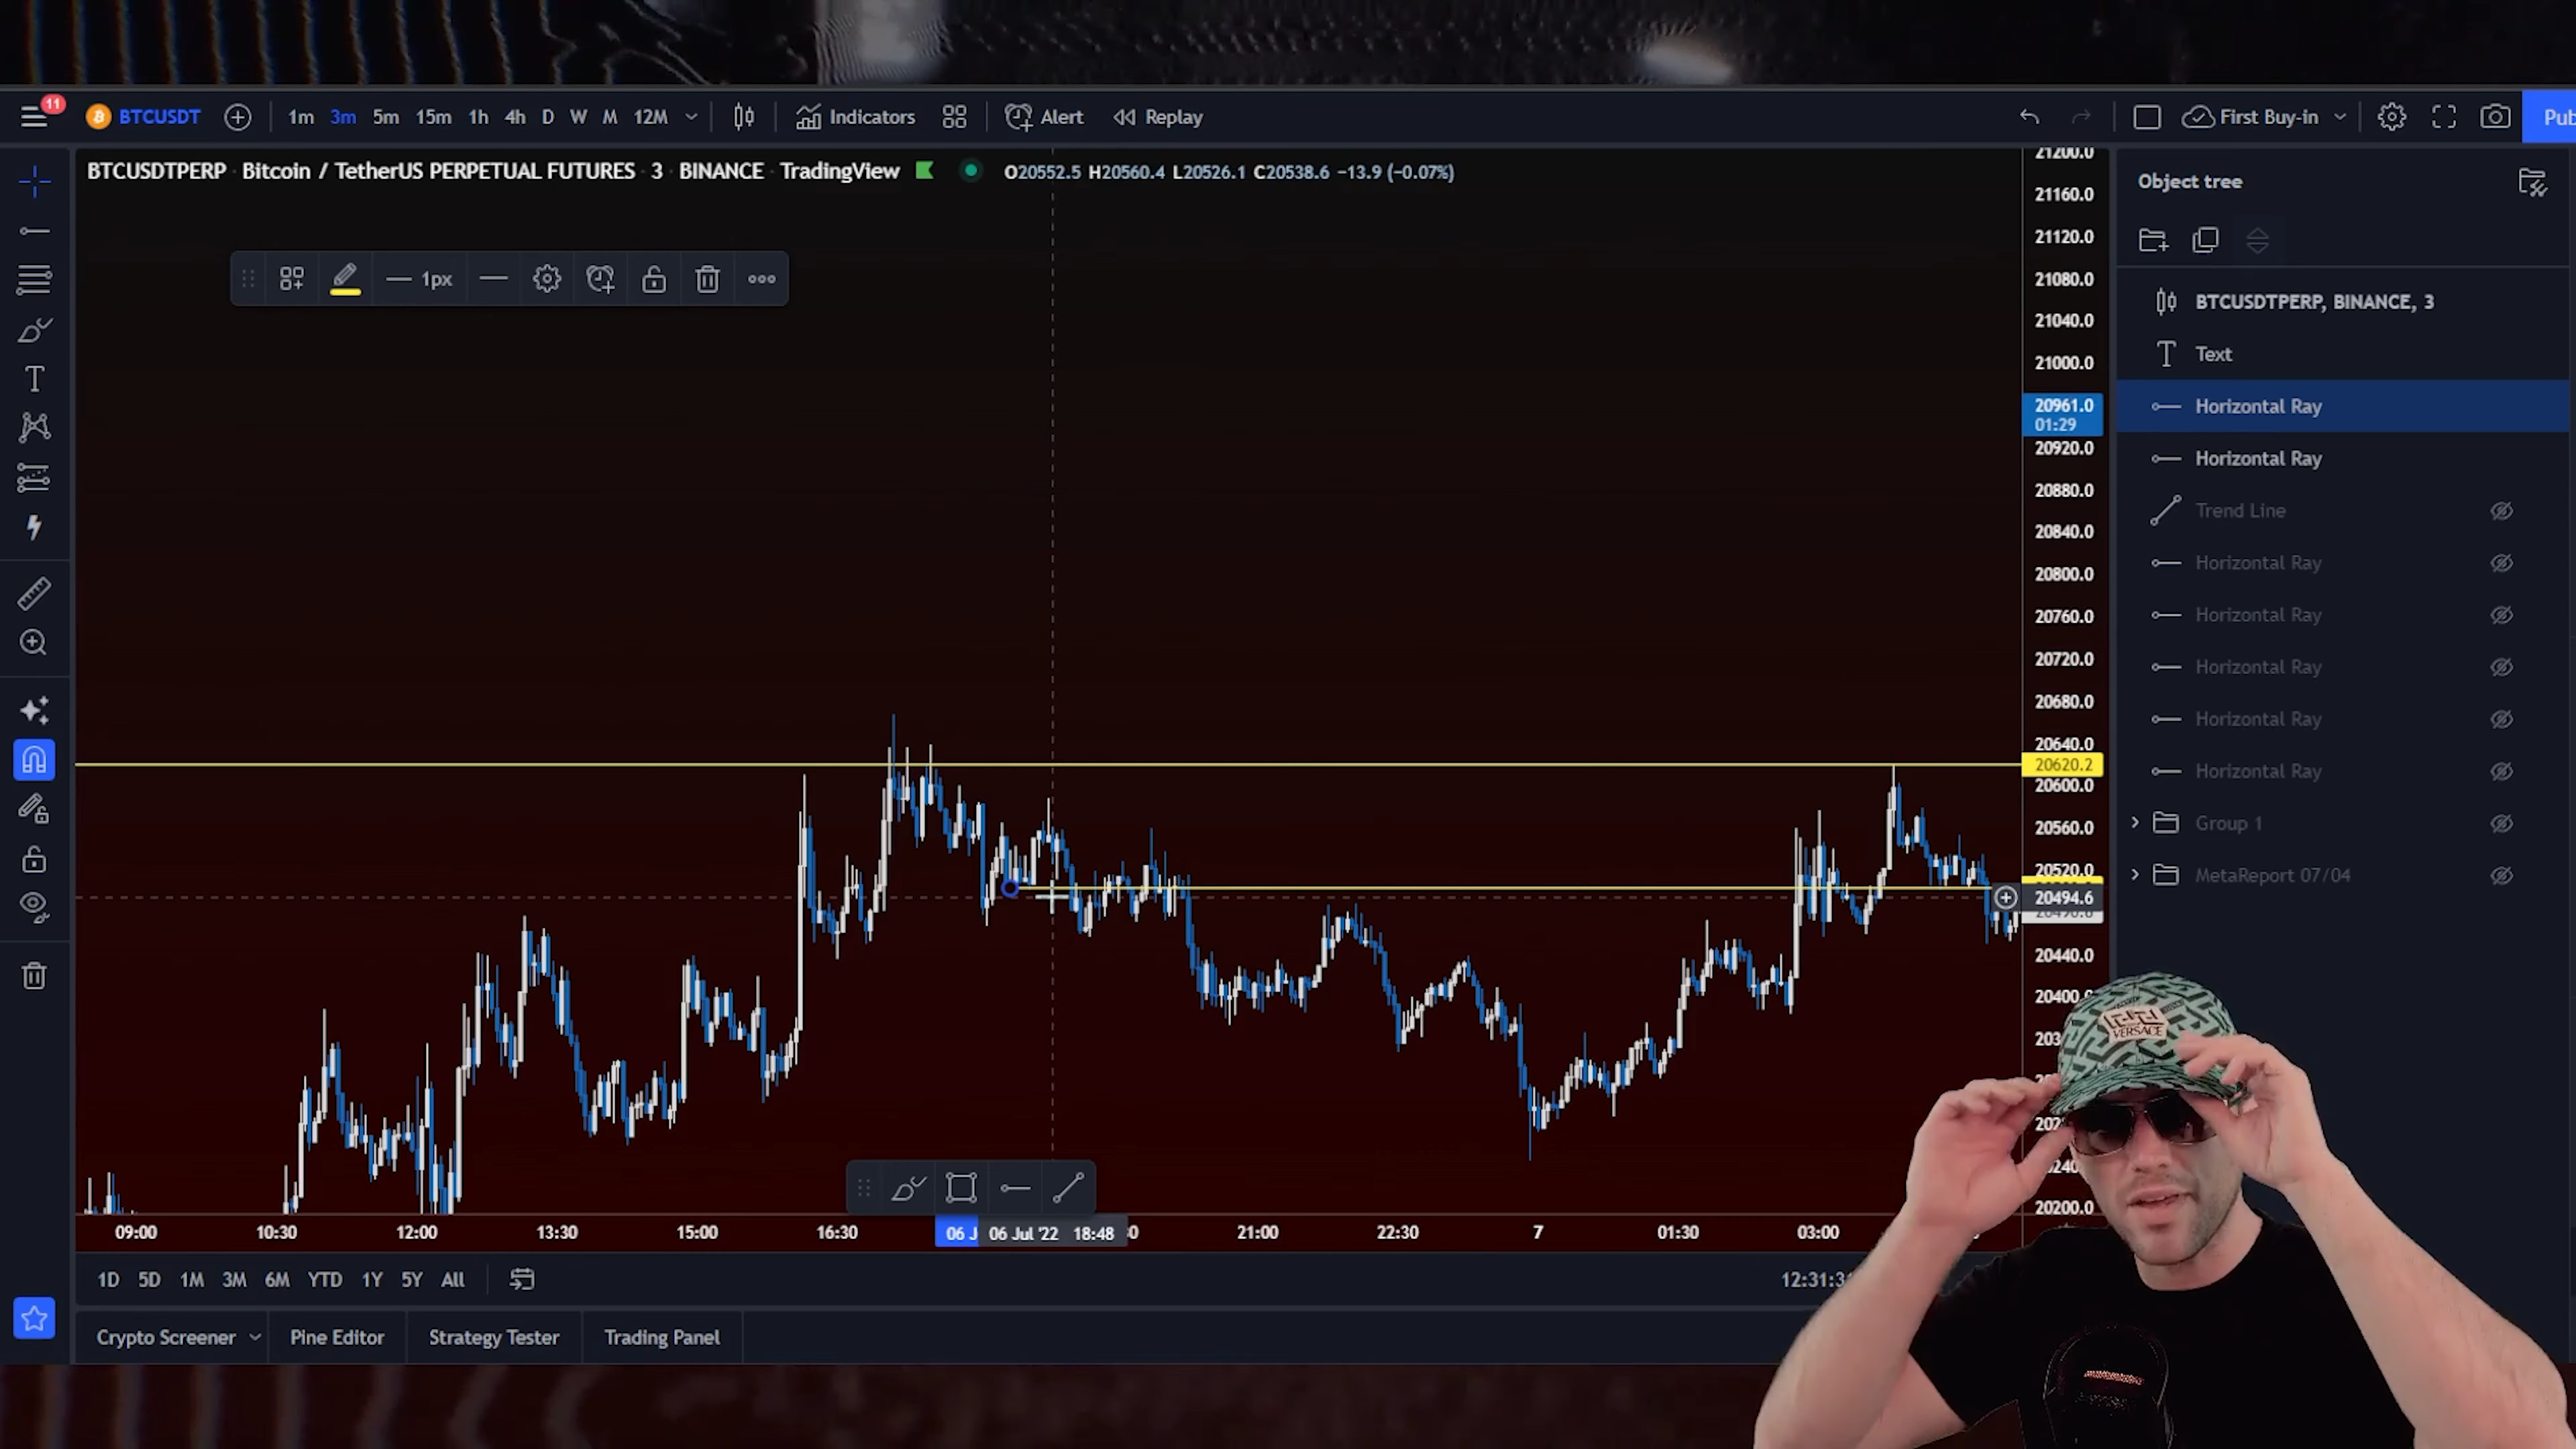 11
BTCUSDT 1m 3m 5m 15m 1h 4h D W M 12M Indicators Alert Replay First Buy-in Pub
BTCUSDTPERP · Bitcoin / TetherUS PERPETUAL FUTURES · 3 · BINANCE · TradingView O20552.5 H20560.4 L20526.1 C20538.6 −13.9 (−0.07%)
1px
21200.0
21160.0
21120.0
21080.0
21040.0
21000.0
20961.0
01:29
20920.0
20880.0
20840.0
20800.0
20760.0
20720.0
20680.0
20640.0
20620.2
20600.0
20560.0
20520.0
20494.6
20440.0
20400.0
20200.0
Object tree
BTCUSDTPERP, BINANCE, 3
Text
Horizontal Ray
Horizontal Ray
Trend Line
Horizontal Ray
Horizontal Ray
Horizontal Ray
Horizontal Ray
Horizontal Ray
Group 1
MetaReport 07/04
VERSACE
09:00 10:30 12:00 13:30 15:00 16:30 06 J 06 Jul '22 18:48 21:00 22:30 7 01:30 03:00
1D 5D 1M 3M 6M YTD 1Y 5Y All
Crypto Screener Pine Editor Strategy Tester Trading Panel